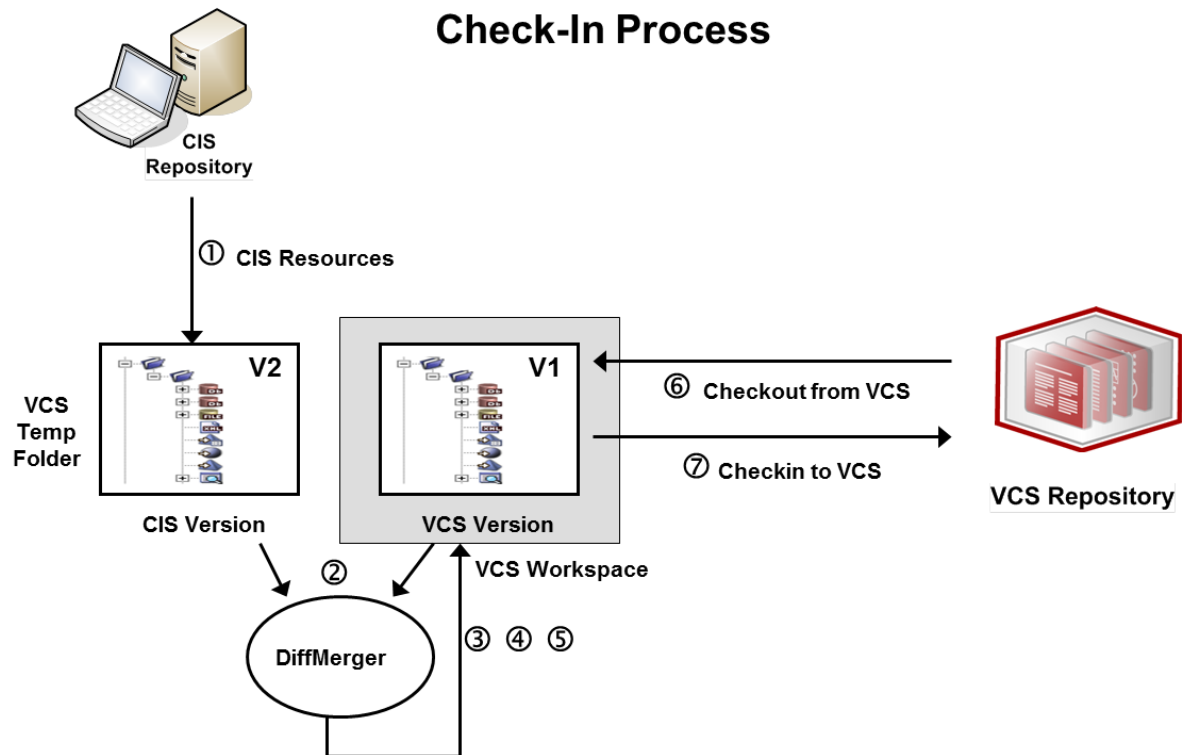 Check-In Process
CIS
Repository
① CIS Resources
V2
V1
VCS
Temp
Folder
⑥ Checkout from VCS
⑦ Checkin to VCS
VCS Repository
CIS Version
VCS Version
②
VCS Workspace
③ ④ ⑤
DiffMerger